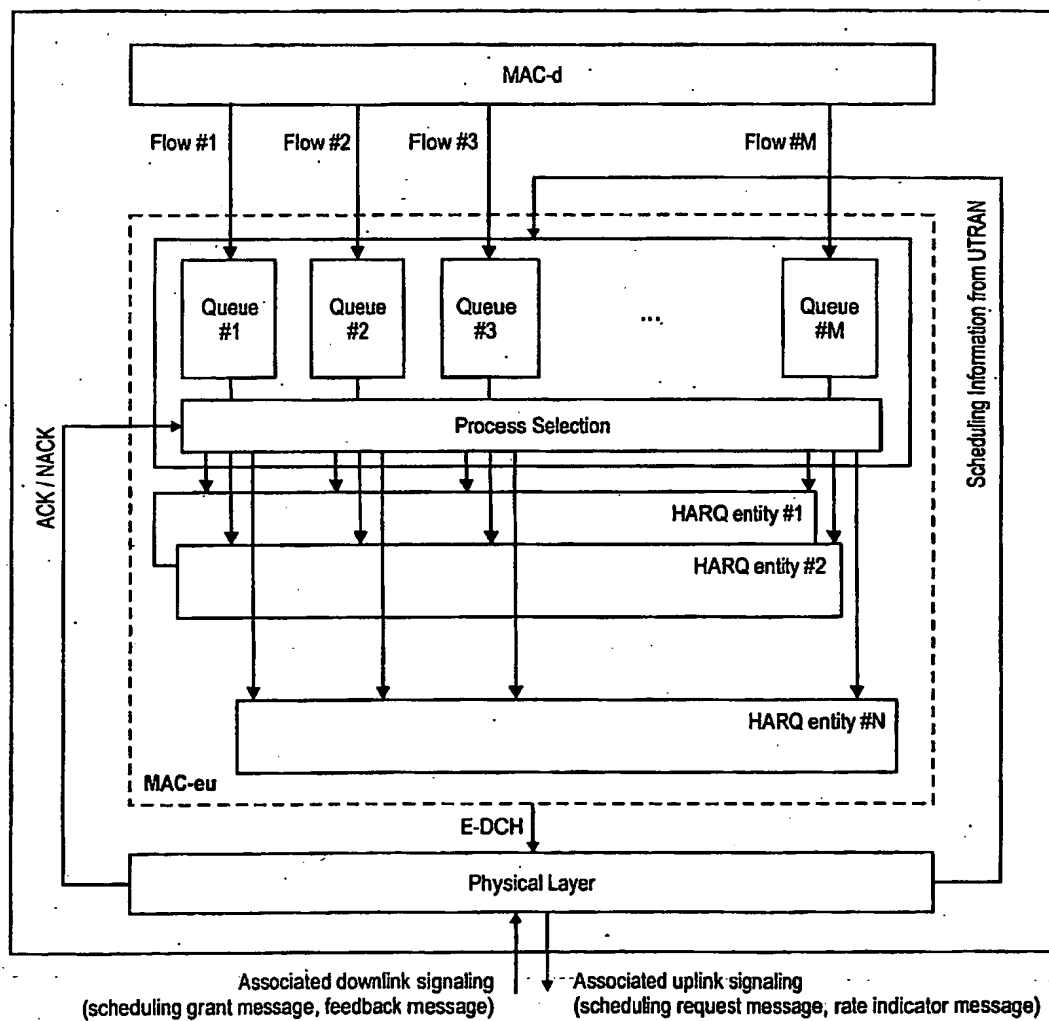 MAC-d
Flow #1
Flow #2
Flow #3
Flow #M
Scheduling Information from UTRAN
Queue
#1
Queue
#2
Queue
#3
...
Queue
#M
Process Selection
ACK / NACK
HARQ entity #1
HARQ entity #2
HARQ entity #N
MAC-eu
E-DCH
Physical Layer
Associated downlink signaling
(scheduling grant message, feedback message)
Associated uplink signaling
(scheduling request message, rate indicator message)